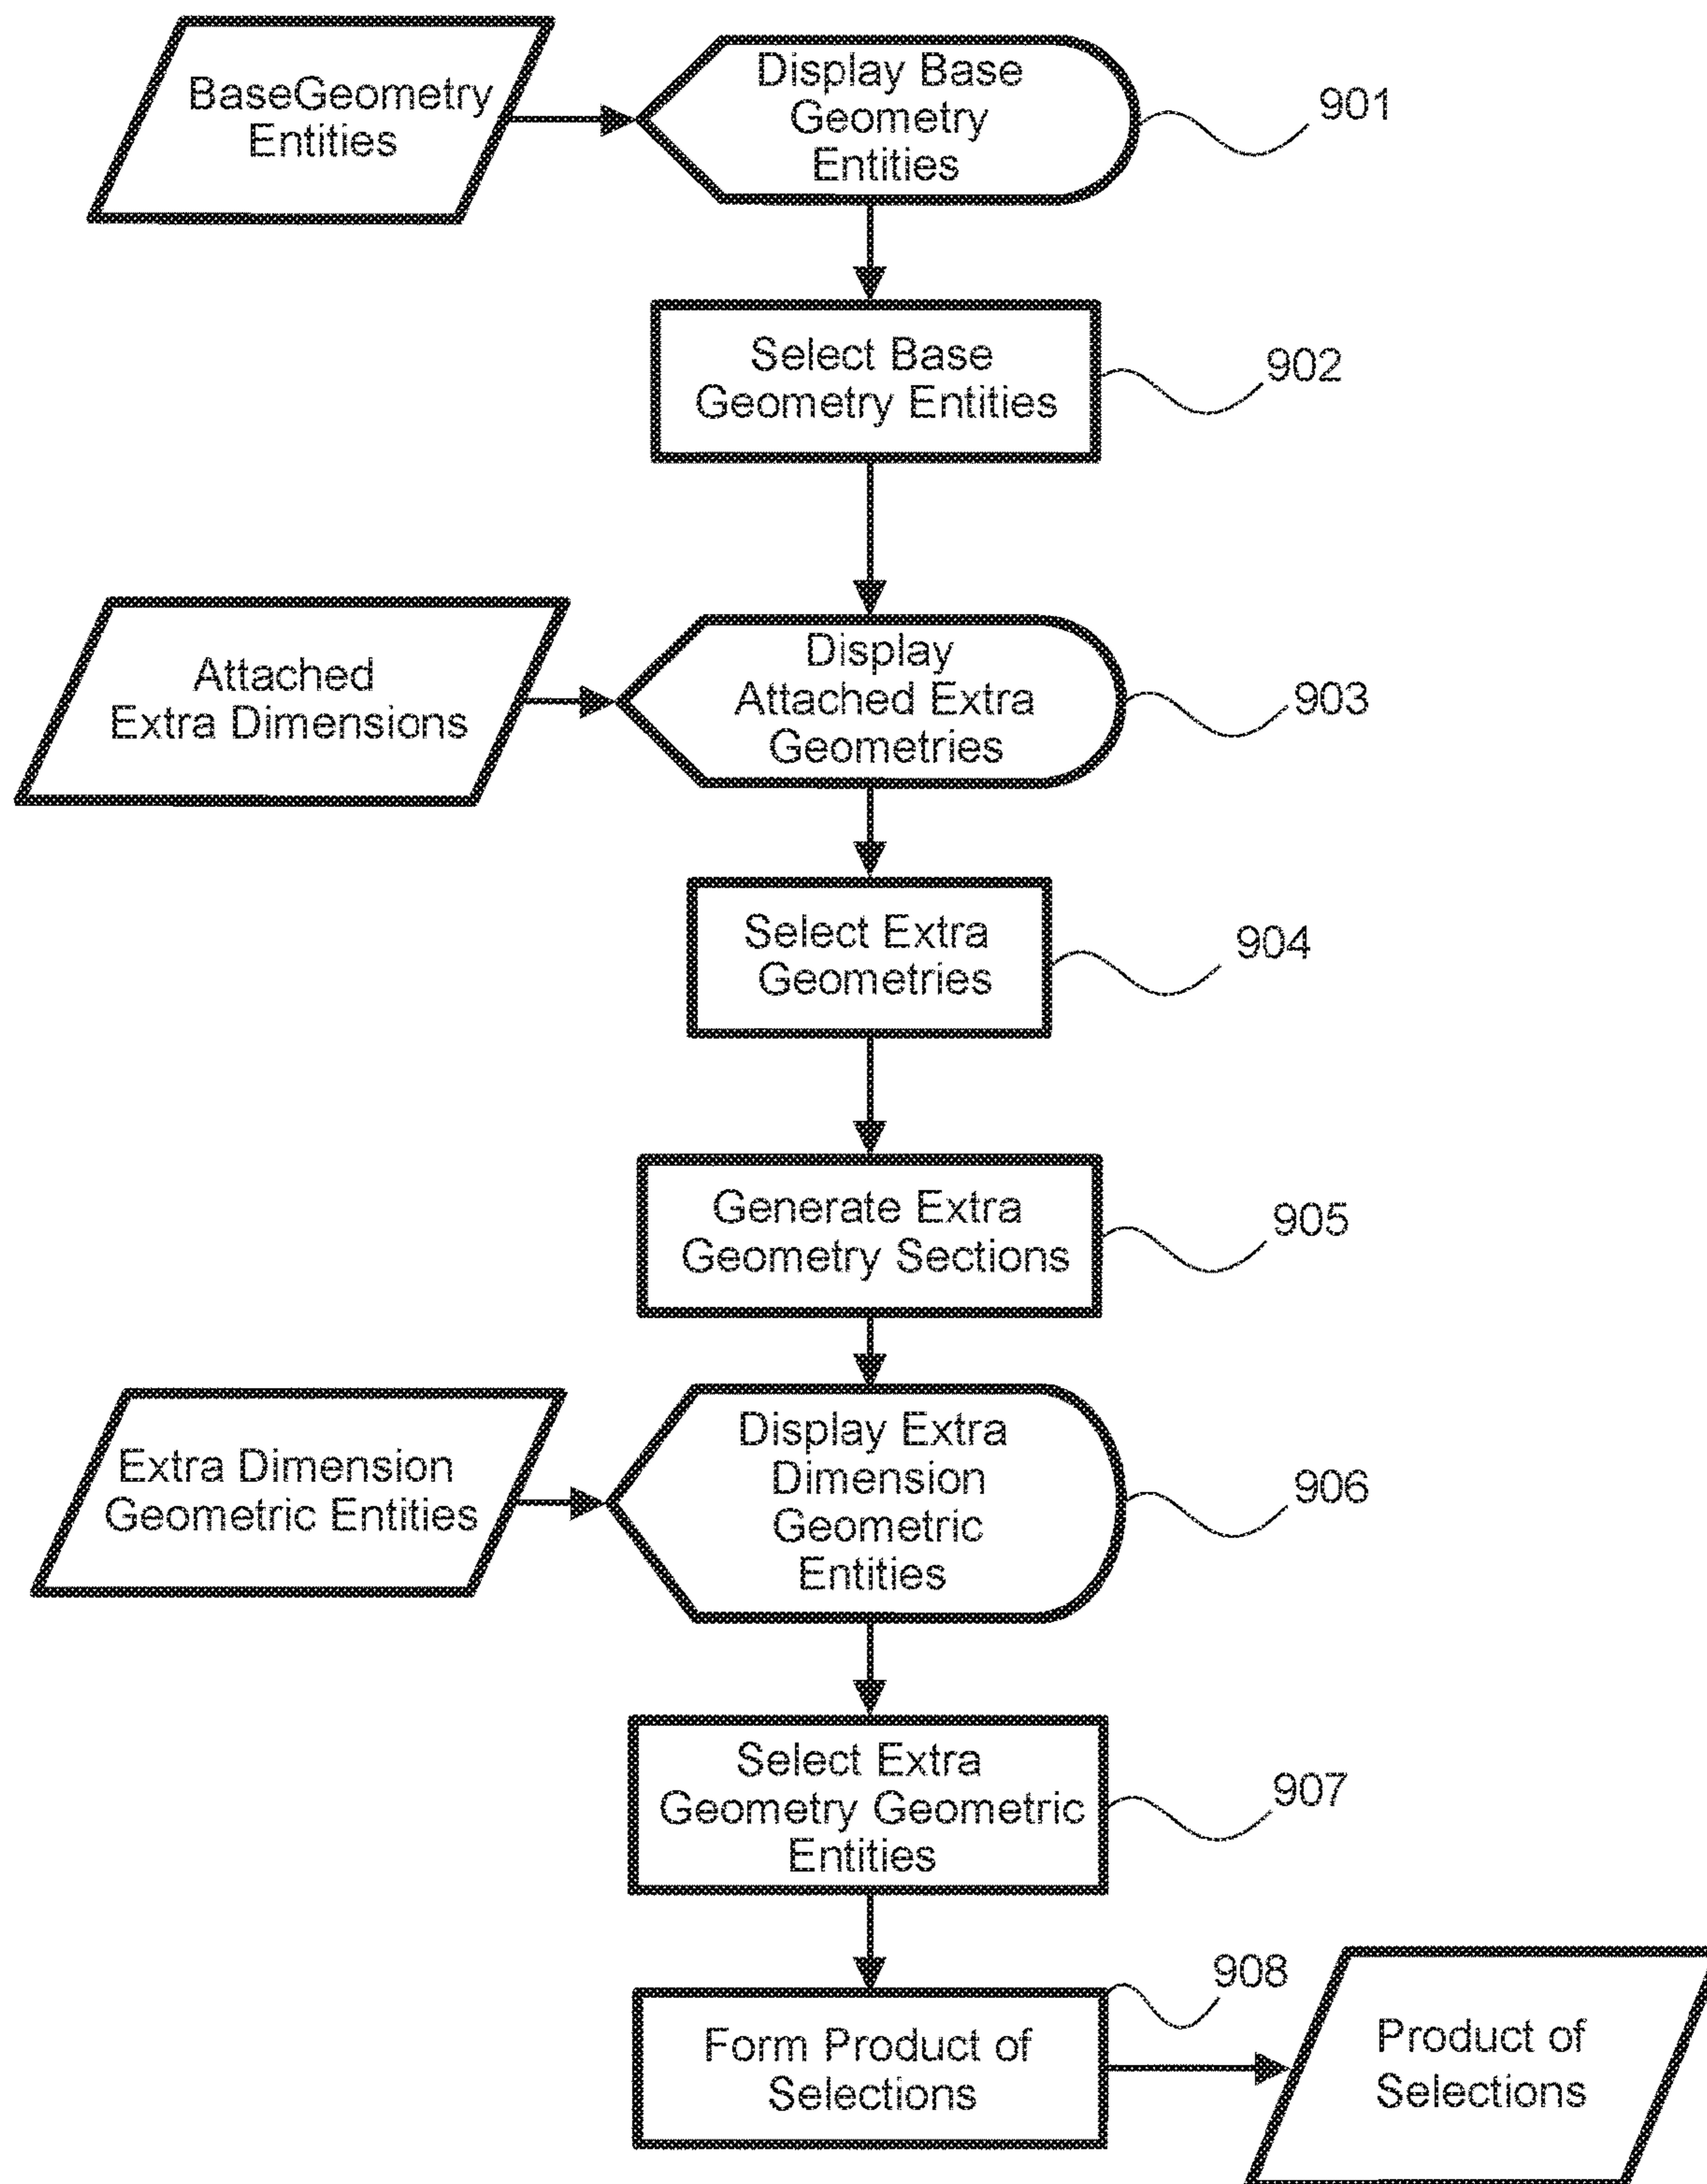 BaseGeometry
Entities
Display Base
Geometry
Entities
901
Select Base
Geometry Entities
902
Attached
Extra Dimensions
Display
Attached Extra
Geometries
903
Select Extra
Geometries
904
Generate Extra
Geometry Sections
905
Extra Dimension
Geometric Entities
Display Extra
Dimension
Geometric
Entities
906
Select Extra
Geometry Geometric
Entities
907
Form Product of
Selections
908
Product of
Selections